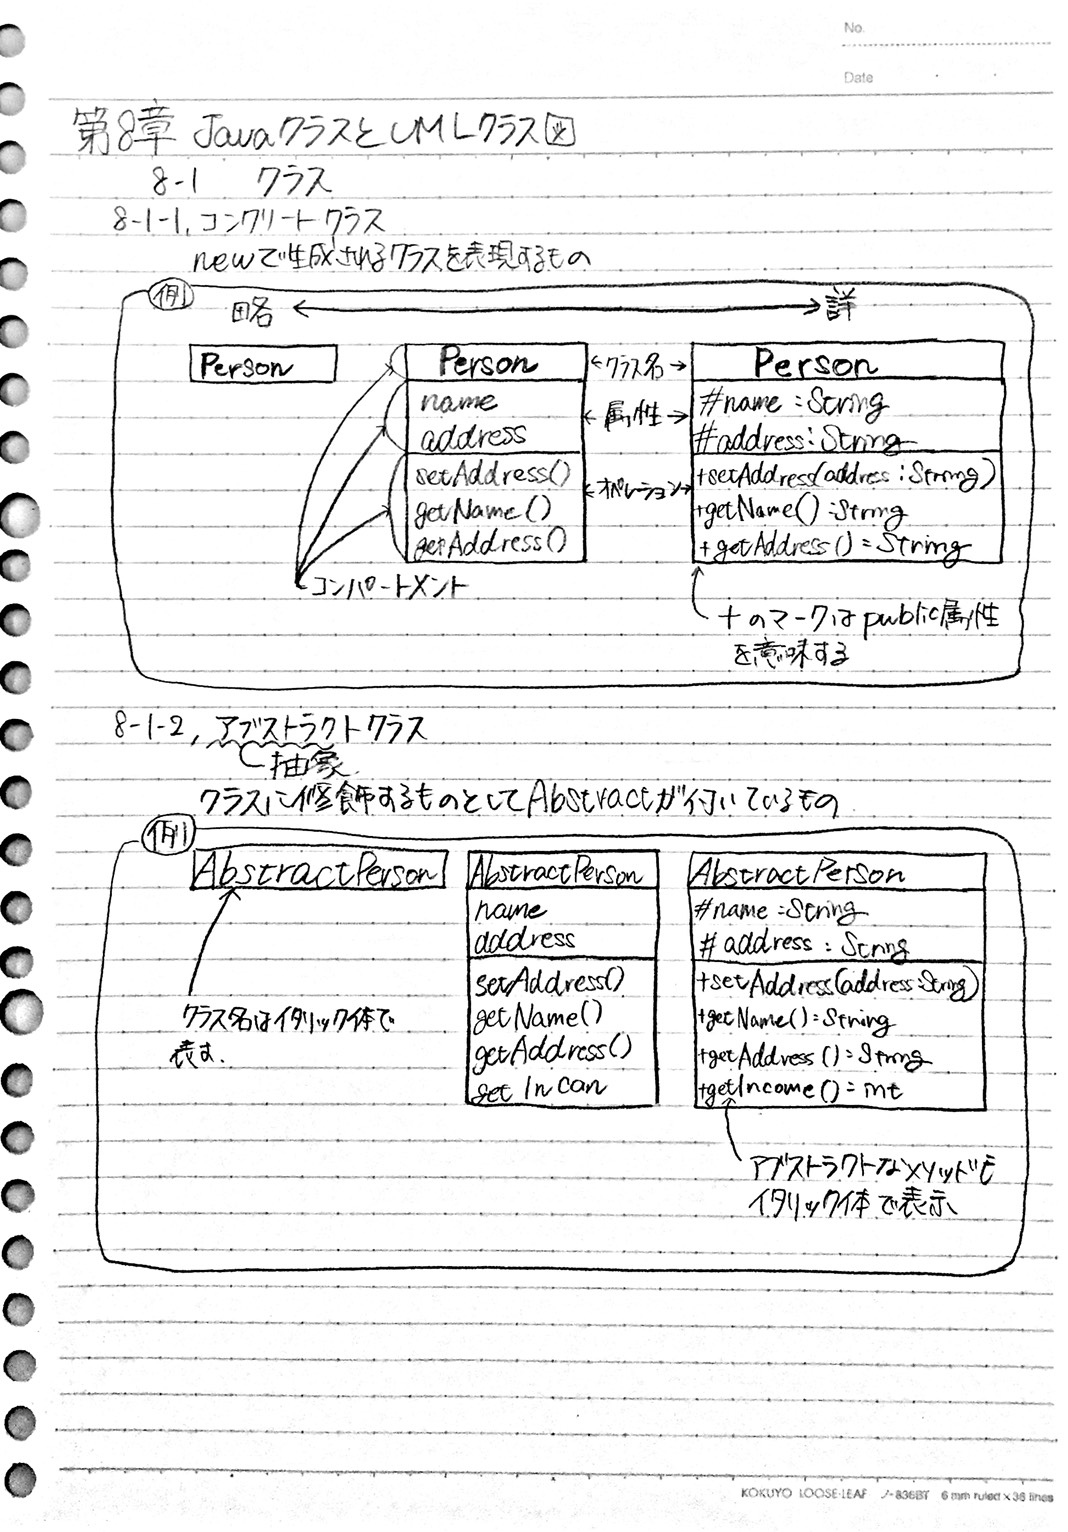 No.
Date
第8章 JavaクラスとUMLクラス図
8-1 クラス
8-1-1, コンクリートクラス
newで生成されるクラスを表現するもの
例
略 詳
Person
Person
name
address
setAddress()
getName()
getAddress()
クラス名
属性
オペレーション
Person
#name:String
#address:String
+setAddress(address:String)
+getName():String
+getAddress():String
コンパートメント
+のマークはpublic属性
を意味する
8-1-2, アブストラクトクラス
抽象
クラスに修飾するものとしてAbstractが付いているもの
例
AbstractPerson
クラス名はイタリック体で
表す.
AbstractPerson
name
address
setAddress()
getName()
getAddress()
get In can
AbstractPerson
#name:String
#address:String
+setAddress(address:String)
+getName():String
+getAddress():String
+getIncome():int
アブストラクトなメソッドも
イタリック体で表示
KOKUYO LOOSE-LEAF ノ-836BT 6 mm ruled×36 lines